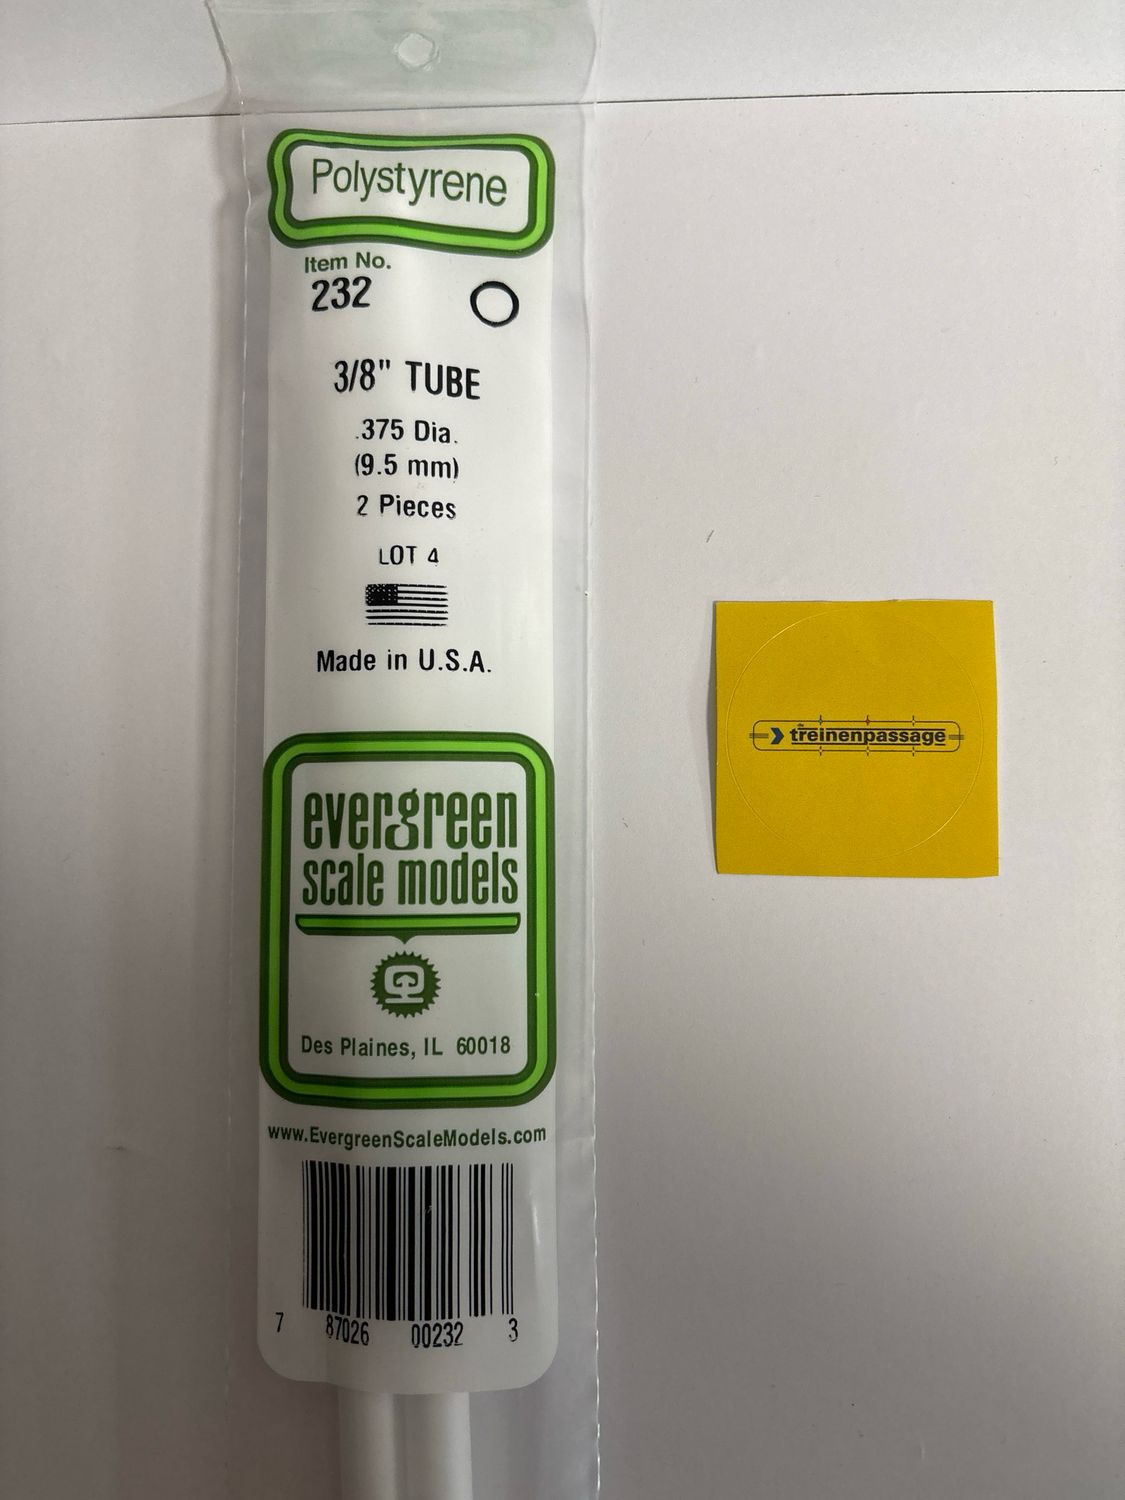 Polystyrene
Item No.
232
3/8" TUBE
.375 Dia.
(9.5 mm)
2 Pieces
LOT 4
Made in U.S.A.
evergreen
scale models
Des Plaines, IL 60018
www.EvergreenScaleModels.com
7 87026 00232 3
treinenpassage